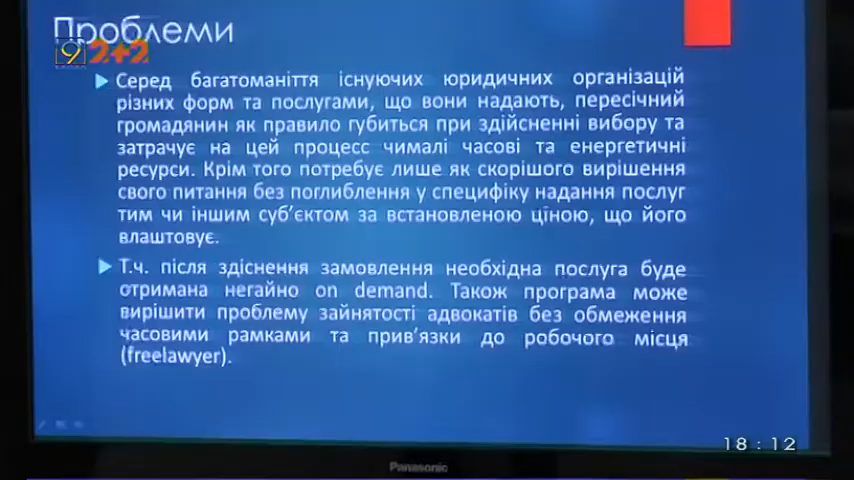 Проблеми
9 2+2
Серед багатоманіття існуючих юридичних організацій
різних форм та послугами, що вони надають, пересічний
громадянин як правило губиться при здійсненні вибору та
затрачує на цей процесс чималі часові та енергетичні
ресурси. Крім того потребує лише як скорішого вирішення
свого питання без поглиблення у специфіку надання послуг
тим чи іншим суб'єктом за встановленою ціною, що його
влаштовує.
Т.ч. після здіснення замовлення необхідна послуга буде
отримана негайно on demand. Також програма може
вирішити проблему зайнятості адвокатів без обмеження
часовими рамками та прив'язки до робочого місця
(freelawyer).
18:12
Panasonic